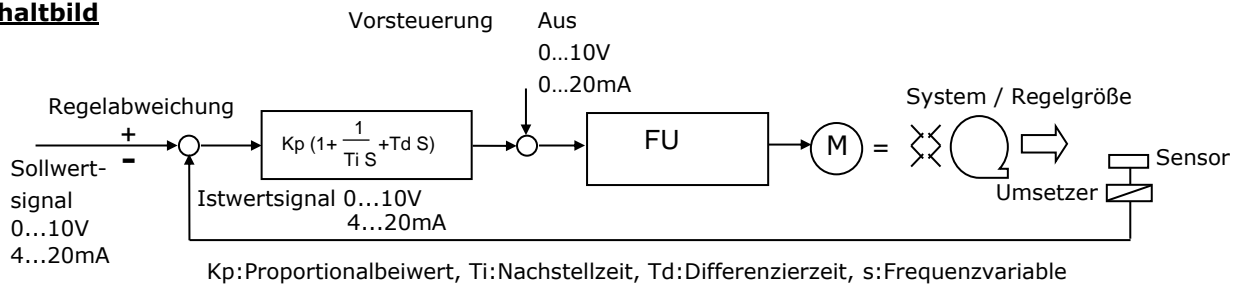 haltbild
Vorsteuerung
Aus
0...10V
0...20mA
Regelabweichung
+
-
Sollwert-
signal
0...10V
4...20mA
Kp (1+ 1/Ti S +Td S)
FU
M
=
System / Regelgröße
Sensor
Umsetzer
Istwertsignal 0...10V
4...20mA
Kp:Proportionalbeiwert, Ti:Nachstellzeit, Td:Differenzierzeit, s:Frequenzvariable